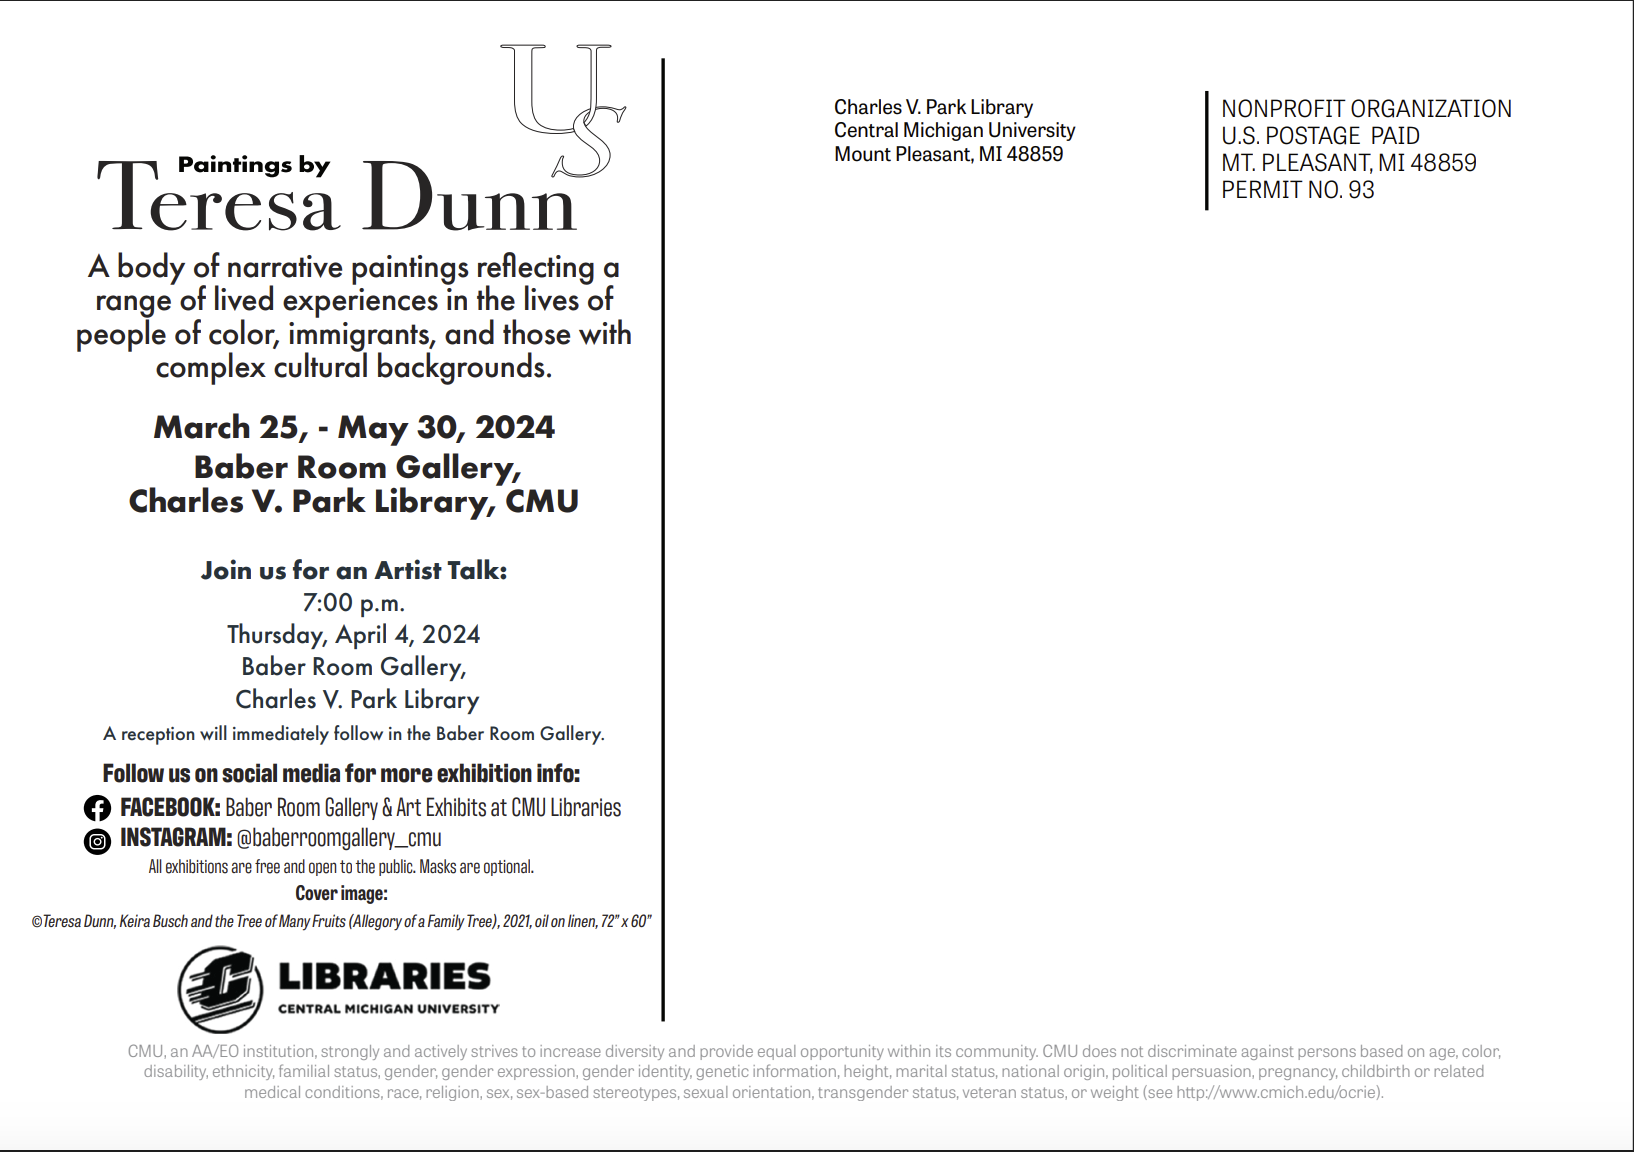 US
Paintings by
Teresa Dunn
A body of narrative paintings reflecting a
range of lived experiences in the lives of
people of color, immigrants, and those with
complex cultural backgrounds.
March 25, - May 30, 2024
Baber Room Gallery,
Charles V. Park Library, CMU
Join us for an Artist Talk:
7:00 p.m.
Thursday, April 4, 2024
Baber Room Gallery,
Charles V. Park Library
A reception will immediately follow in the Baber Room Gallery.
Follow us on social media for more exhibition info:
FACEBOOK: Baber Room Gallery & Art Exhibits at CMU Libraries
INSTAGRAM: @baberroomgallery_cmu
All exhibitions are free and open to the public. Masks are optional.
Cover image:
©Teresa Dunn, Keira Busch and the Tree of Many Fruits (Allegory of a Family Tree), 2021, oil on linen, 72” x 60”
C LIBRARIES
CENTRAL MICHIGAN UNIVERSITY
Charles V. Park Library
Central Michigan University
Mount Pleasant, MI 48859
NONPROFIT ORGANIZATION
U.S. POSTAGE PAID
MT. PLEASANT, MI 48859
PERMIT NO. 93
CMU, an AA/EO institution, strongly and actively strives to increase diversity and provide equal opportunity within its community. CMU does not discriminate against persons based on age, color,
disability, ethnicity, familial status, gender, gender expression, gender identity, genetic information, height, marital status, national origin, political persuasion, pregnancy, childbirth or related
medical conditions, race, religion, sex, sex-based stereotypes, sexual orientation, transgender status, veteran status, or weight (see http://www.cmich.edu/ocrie).